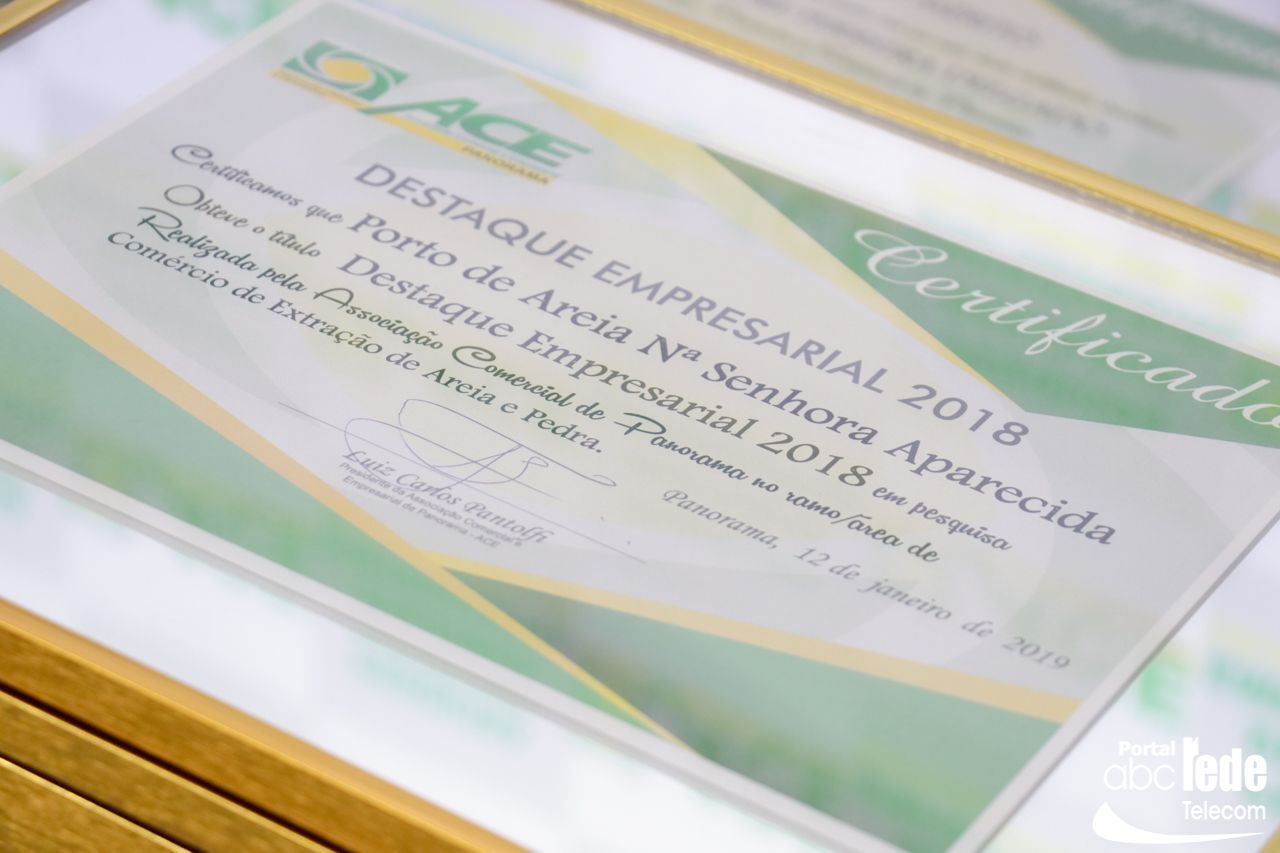 ACE
PANORAMA
Certificado
DESTAQUE EMPRESARIAL 2018
Certificamos que Porto de Areia Nª Senhora Aparecida
Obteve o título Destaque Empresarial 2018 em pesquisa
Realizada pela Associação Comercial de Panorama no ramo/área de
Comércio de Extração de Areia e Pedra.
Panorama, 12 de janeiro de 2019
Luiz Carlos Pantolfi
Presidente da Associação Comercial e
Empresarial de Panorama - ACE
Portal
abc rede
Telecom